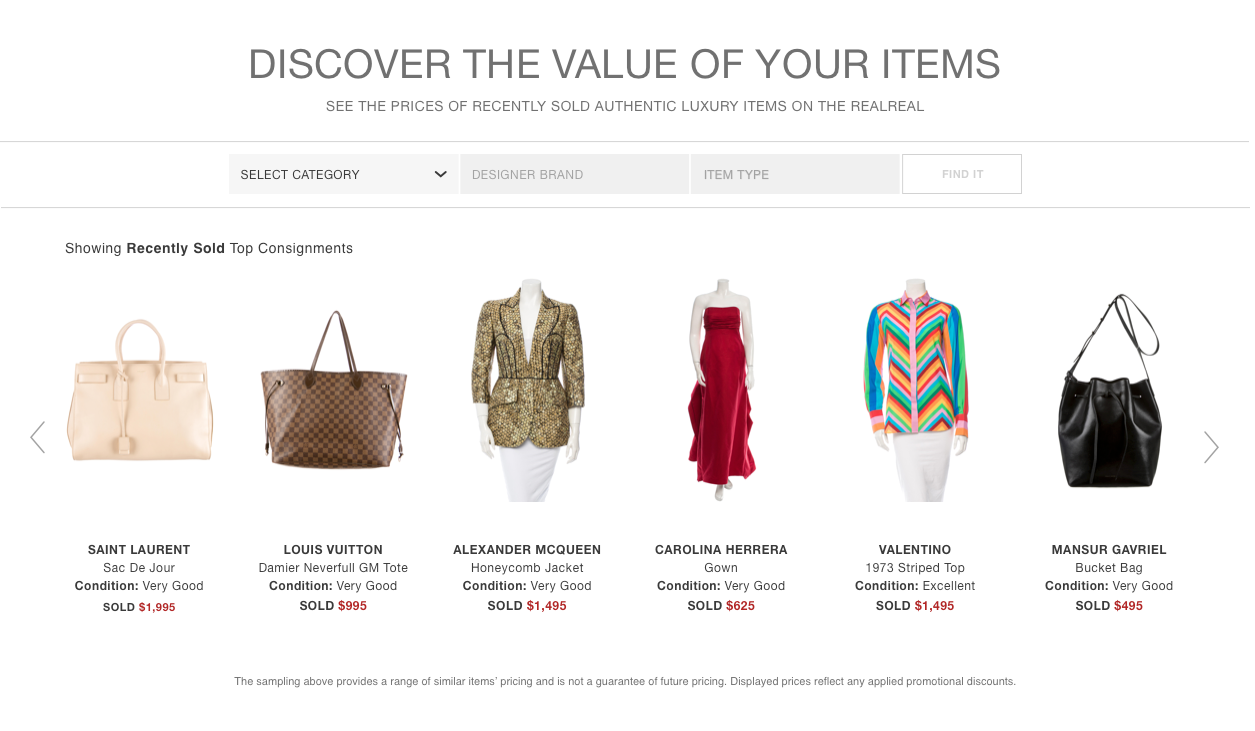 DISCOVER THE VALUE OF YOUR ITEMS
SEE THE PRICES OF RECENTLY SOLD AUTHENTIC LUXURY ITEMS ON THE REALREAL
SELECT CATEGORY
DESIGNER BRAND
ITEM TYPE
FIND IT
Showing Recently Sold Top Consignments
SAINT LAURENT
Sac De Jour
Condition: Very Good
SOLD $1,995
LOUIS VUITTON
Damier Neverfull GM Tote
Condition: Very Good
SOLD $995
ALEXANDER MCQUEEN
Honeycomb Jacket
Condition: Very Good
SOLD $1,495
CAROLINA HERRERA
Gown
Condition: Very Good
SOLD $625
VALENTINO
1973 Striped Top
Condition: Excellent
SOLD $1,495
MANSUR GAVRIEL
Bucket Bag
Condition: Very Good
SOLD $495
The sampling above provides a range of similar items' pricing and is not a guarantee of future pricing. Displayed prices reflect any applied promotional discounts.